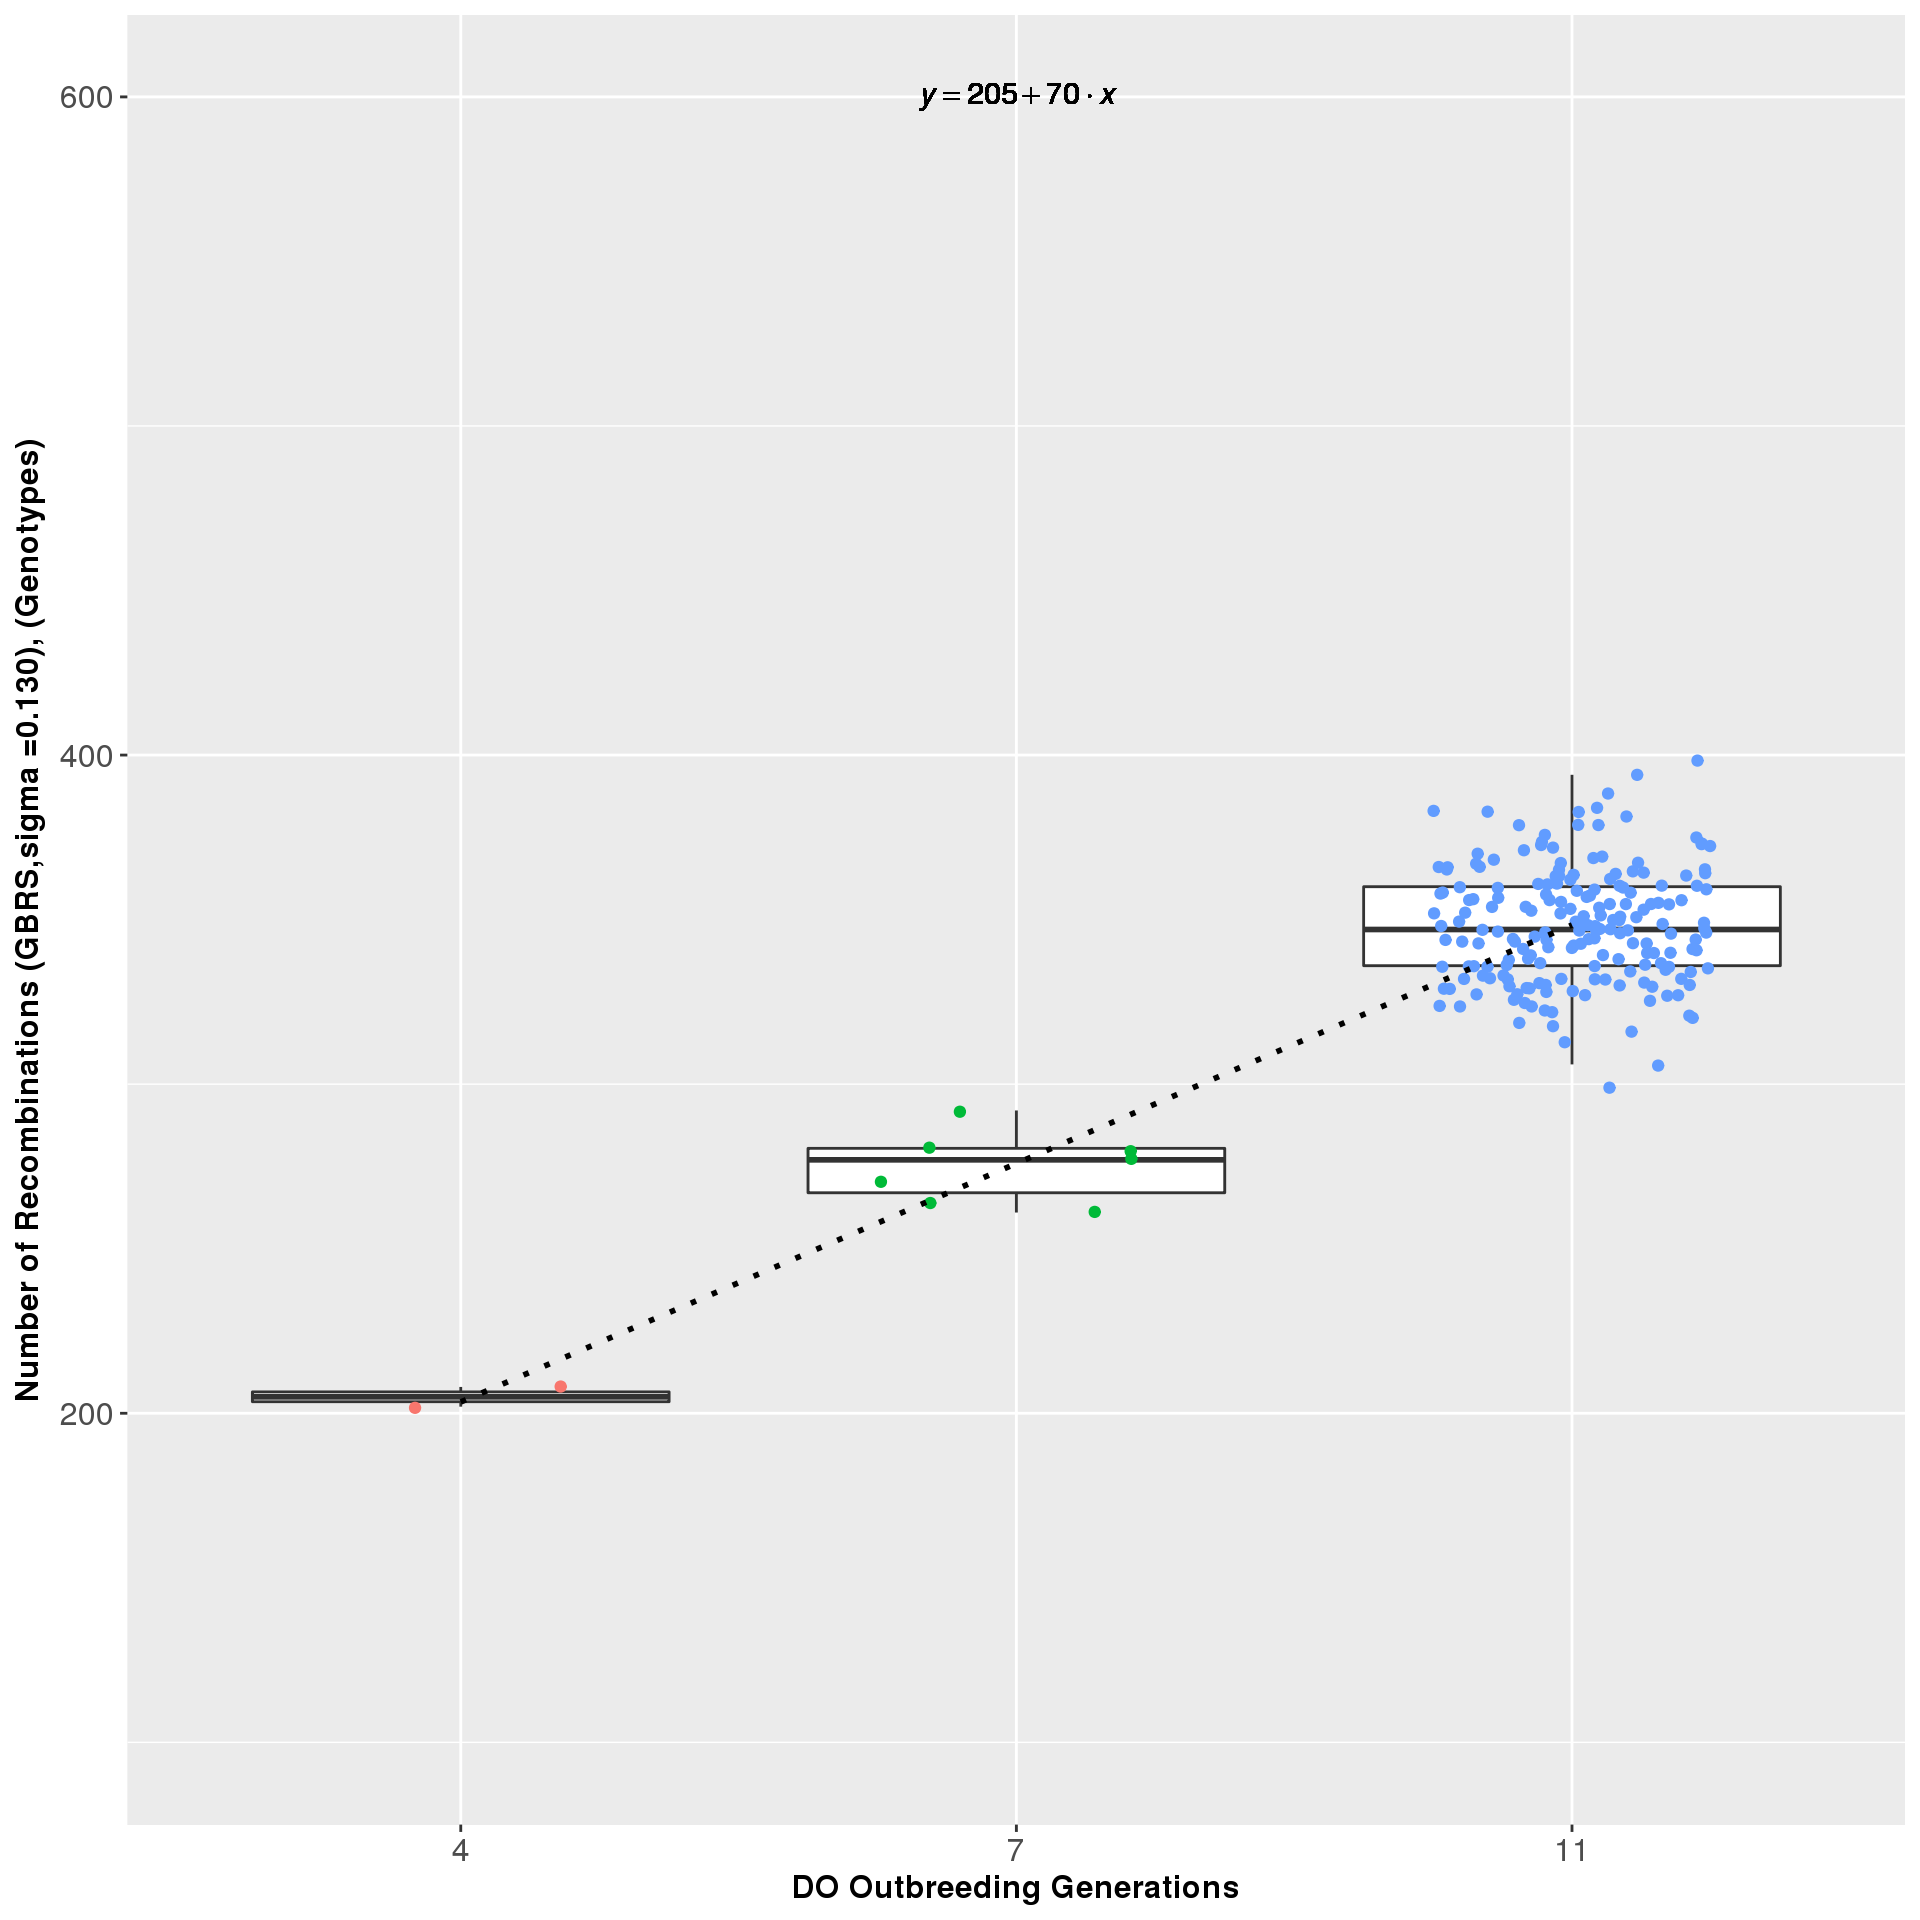 y = 205 + 70 · x
600
400
200
Number of Recombinations (GBRS,sigma =0.130), (Genotypes)
4 7 11
DO Outbreeding Generations